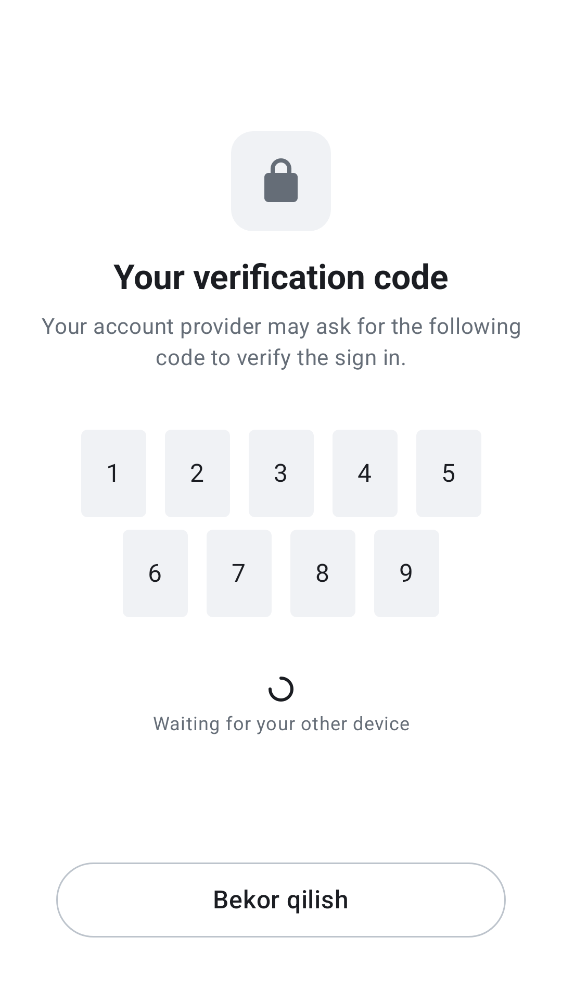 Your verification code
Your account provider may ask for the following
code to verify the sign in.
1 2 3 4 5
6 7 8 9
Waiting for your other device
Bekor qilish